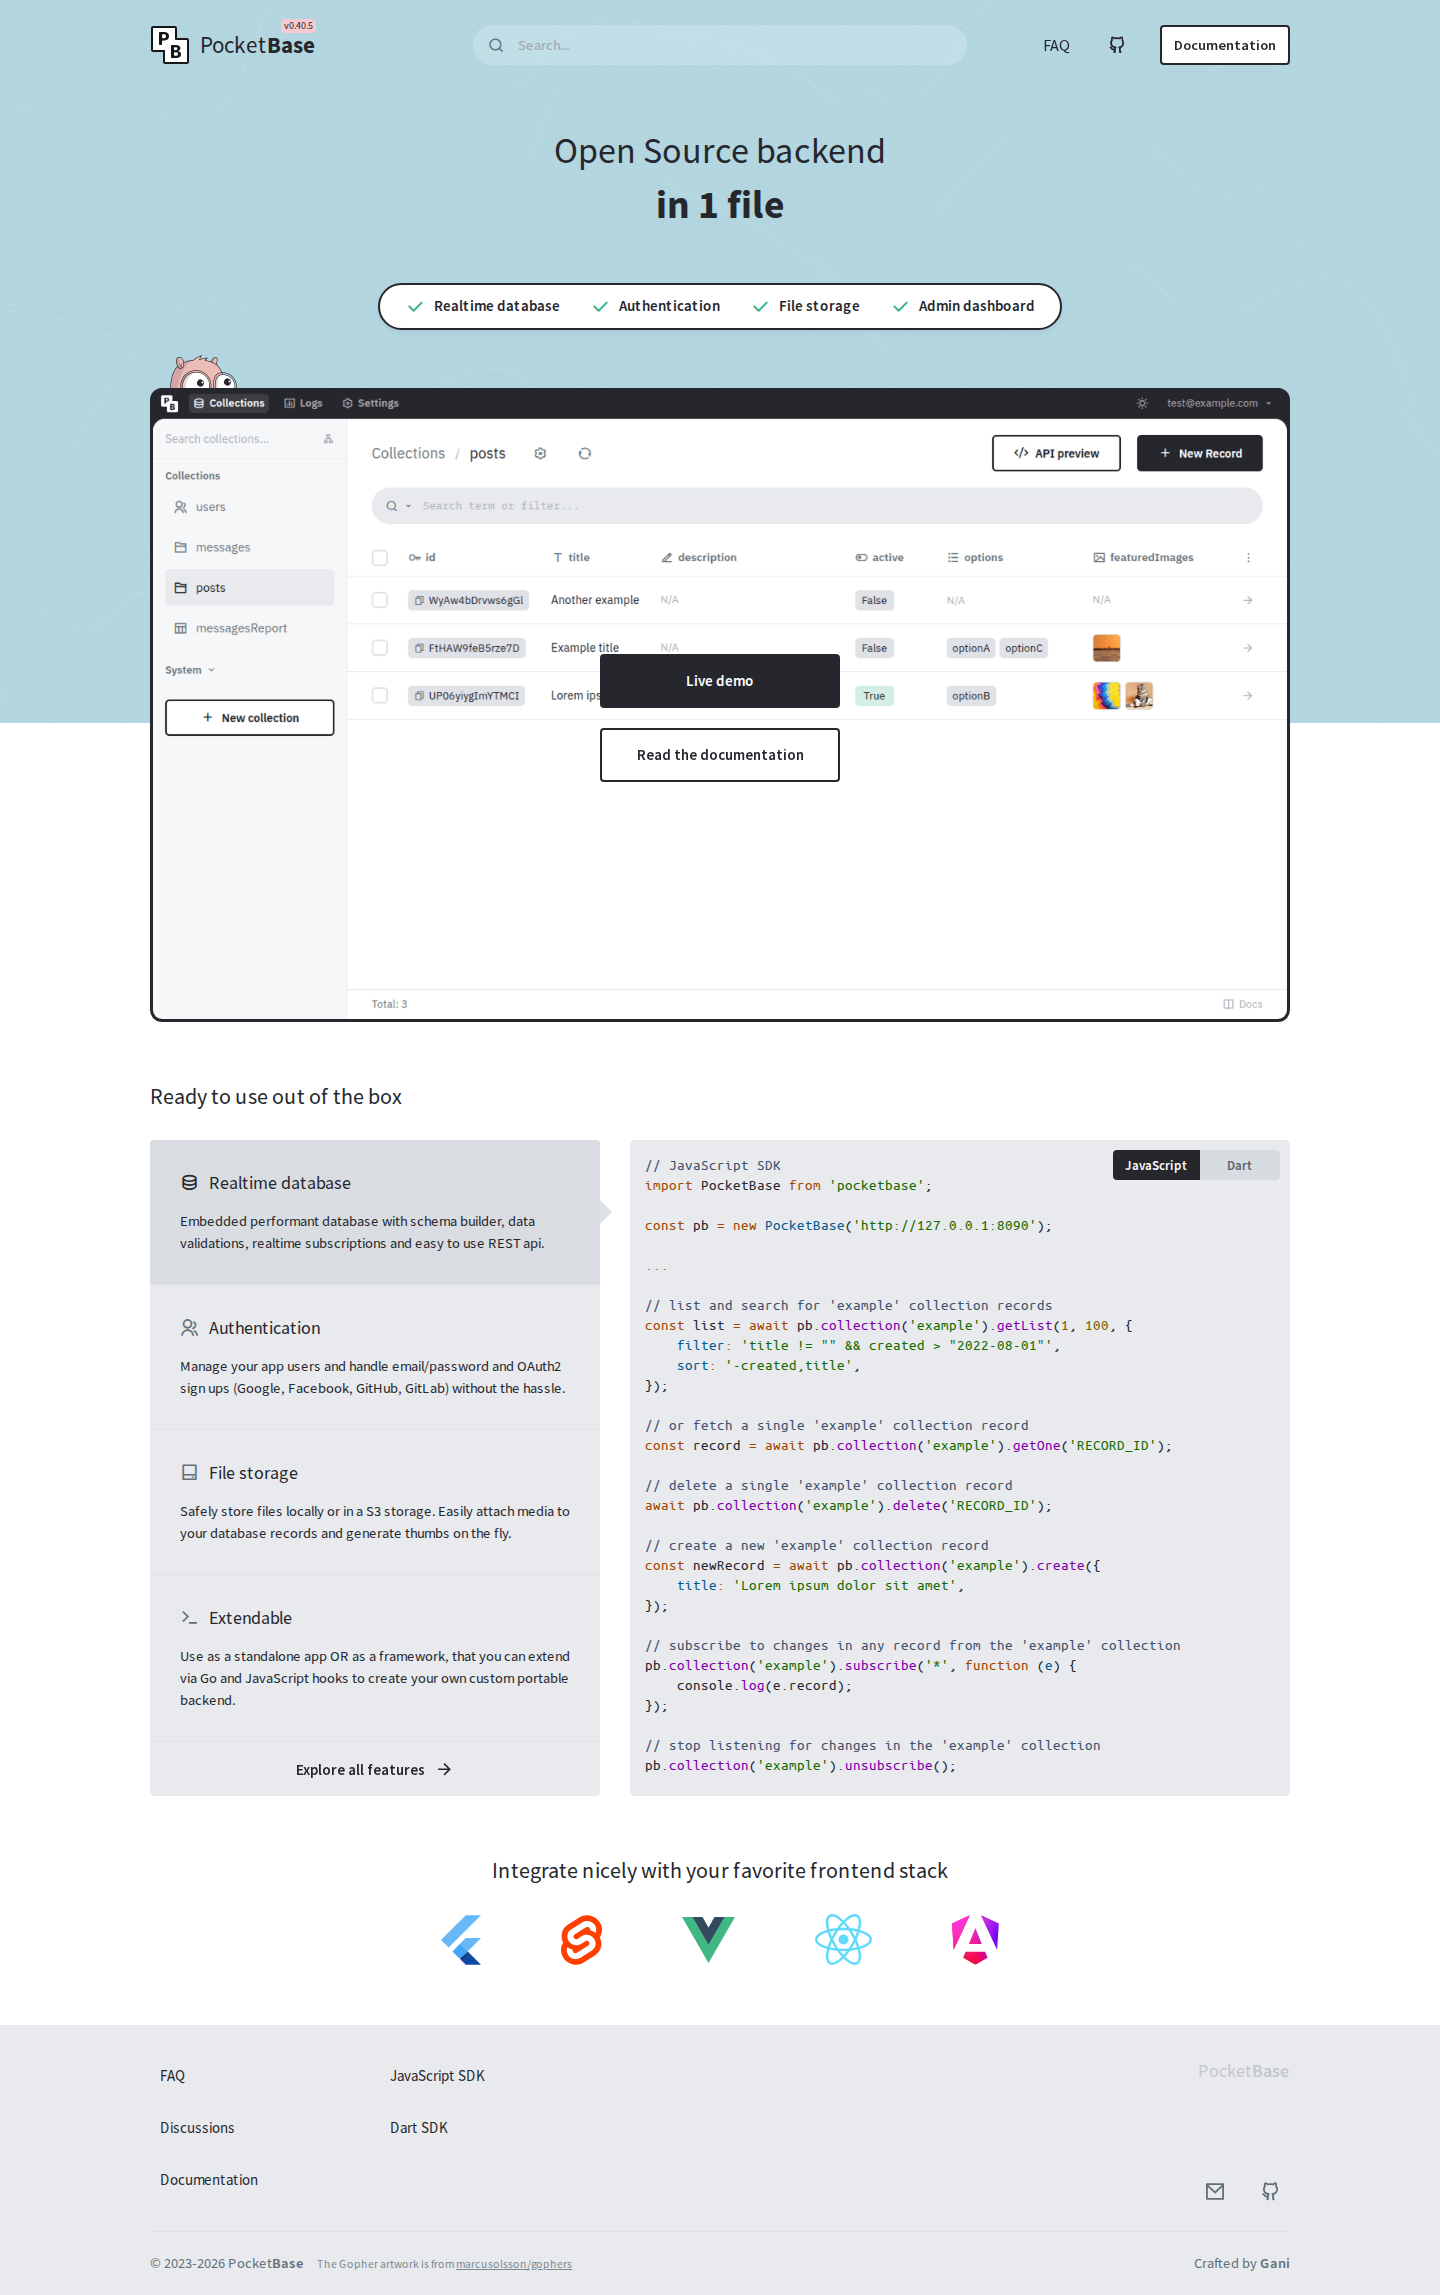 PB PocketBase v0.40.5
Search...
FAQ
Documentation
Open Source backend
in 1 file
Realtime database Authentication File storage Admin dashboard
PB Collections Logs Settings test@example.com
Search collections...
Collections
users
messages
posts
messagesReport
System
New collection
Collections / posts
API preview New Record
Search term or filter...
id title description active options featuredImages
WyAw4bDrvws6gGl Another example N/A False N/A N/A
FtHAW9feB5rze7D Example title N/A False optionA optionC
UP06yiygImYTMCI Lorem ips True optionB
Live demo
Read the documentation
Total: 3 Docs
Ready to use out of the box
Realtime database
Embedded performant database with schema builder, data
validations, realtime subscriptions and easy to use REST api.
Authentication
Manage your app users and handle email/password and OAuth2
sign ups (Google, Facebook, GitHub, GitLab) without the hassle.
File storage
Safely store files locally or in a S3 storage. Easily attach media to
your database records and generate thumbs on the fly.
Extendable
Use as a standalone app OR as a framework, that you can extend
via Go and JavaScript hooks to create your own custom portable
backend.
Explore all features
JavaScript Dart
// JavaScript SDK
import PocketBase from 'pocketbase';
const pb = new PocketBase('http://127.0.0.1:8090');
...
// list and search for 'example' collection records
const list = await pb.collection('example').getList(1, 100, {
    filter: 'title != "" && created > "2022-08-01"',
    sort: '-created,title',
});
// or fetch a single 'example' collection record
const record = await pb.collection('example').getOne('RECORD_ID');
// delete a single 'example' collection record
await pb.collection('example').delete('RECORD_ID');
// create a new 'example' collection record
const newRecord = await pb.collection('example').create({
    title: 'Lorem ipsum dolor sit amet',
});
// subscribe to changes in any record from the 'example' collection
pb.collection('example').subscribe('*', function (e) {
    console.log(e.record);
});
// stop listening for changes in the 'example' collection
pb.collection('example').unsubscribe();
Integrate nicely with your favorite frontend stack
FAQ
Discussions
Documentation
JavaScript SDK
Dart SDK
PocketBase
© 2023-2026 PocketBase The Gopher artwork is from marcusolsson/gophers
Crafted by Gani